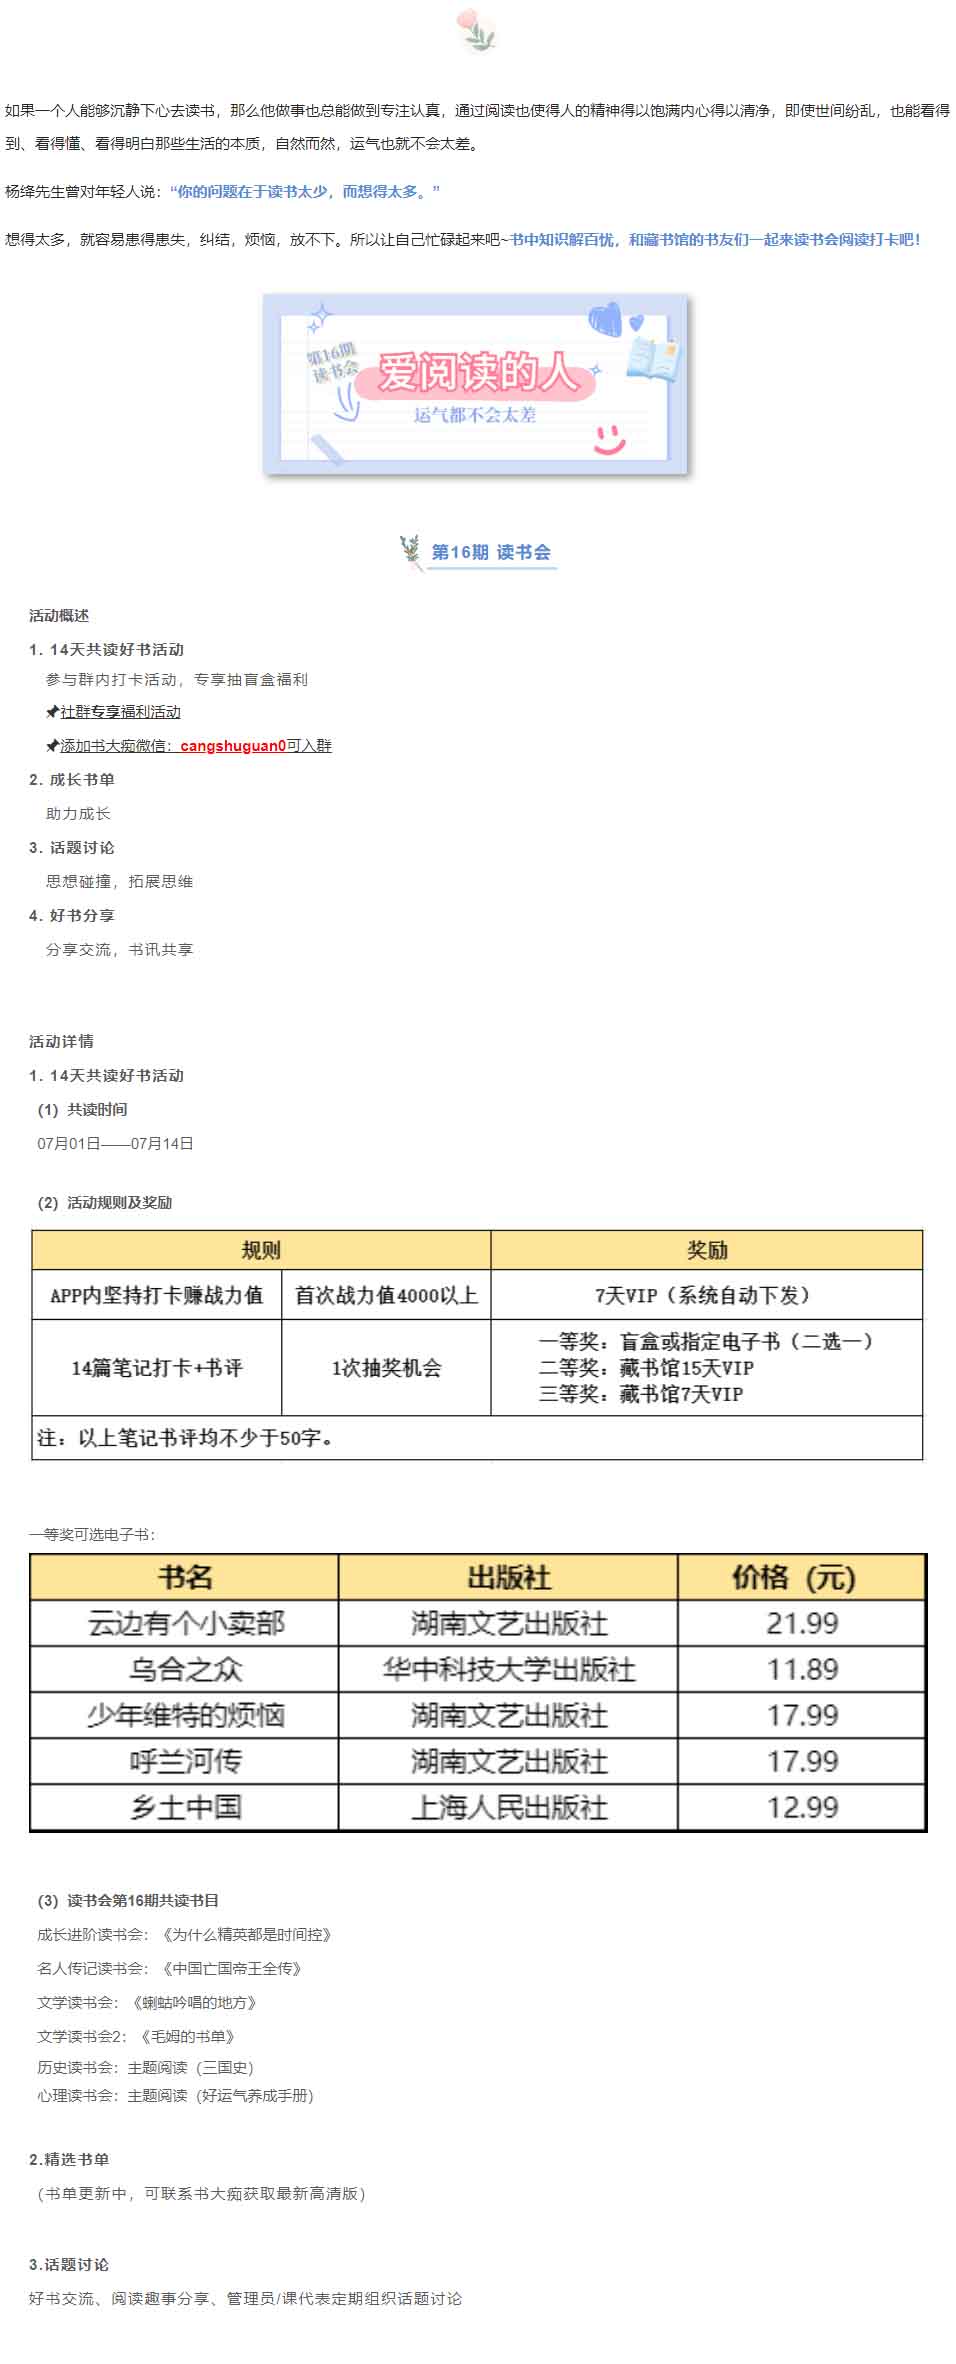 如果一个人能够沉静下心去读书，那么他做事也总能做到专注认真，通过阅读也使得人的精神得以饱满内心得以清净，即使世间纷乱，也能看得
到、看得懂、看得明白那些生活的本质，自然而然，运气也就不会太差。
杨绛先生曾对年轻人说：“你的问题在于读书太少，而想得太多。”
想得太多，就容易患得患失，纠结，烦恼，放不下。所以让自己忙碌起来吧~书中知识解百忧，和藏书馆的书友们一起来读书会阅读打卡吧！
第16期
读书会
爱阅读的人
运气都不会太差
第16期 读书会
活动概述
1. 14天共读好书活动
参与群内打卡活动，专享抽盲盒福利
📌社群专享福利活动
📌添加书大痴微信：cangshuguan0可入群
2. 成长书单
助力成长
3. 话题讨论
思想碰撞，拓展思维
4. 好书分享
分享交流，书讯共享
活动详情
1. 14天共读好书活动
(1) 共读时间
07月01日——07月14日
(2) 活动规则及奖励
规则 奖励
APP内坚持打卡赚战力值 首次战力值4000以上 7天VIP（系统自动下发）
14篇笔记打卡+书评 1次抽奖机会 一等奖：盲盒或指定电子书（二选一）
二等奖：藏书馆15天VIP
三等奖：藏书馆7天VIP
注：以上笔记书评均不少于50字。
一等奖可选电子书：
书名 出版社 价格（元）
云边有个小卖部 湖南文艺出版社 21.99
乌合之众 华中科技大学出版社 11.89
少年维特的烦恼 湖南文艺出版社 17.99
呼兰河传 湖南文艺出版社 17.99
乡土中国 上海人民出版社 12.99
(3) 读书会第16期共读书目
成长进阶读书会：《为什么精英都是时间控》
名人传记读书会：《中国亡国帝王全传》
文学读书会：《蝲蛄吟唱的地方》
文学读书会2：《毛姆的书单》
历史读书会：主题阅读（三国史）
心理读书会：主题阅读（好运气养成手册）
2.精选书单
（书单更新中，可联系书大痴获取最新高清版）
3.话题讨论
好书交流、阅读趣事分享、管理员/课代表定期组织话题讨论